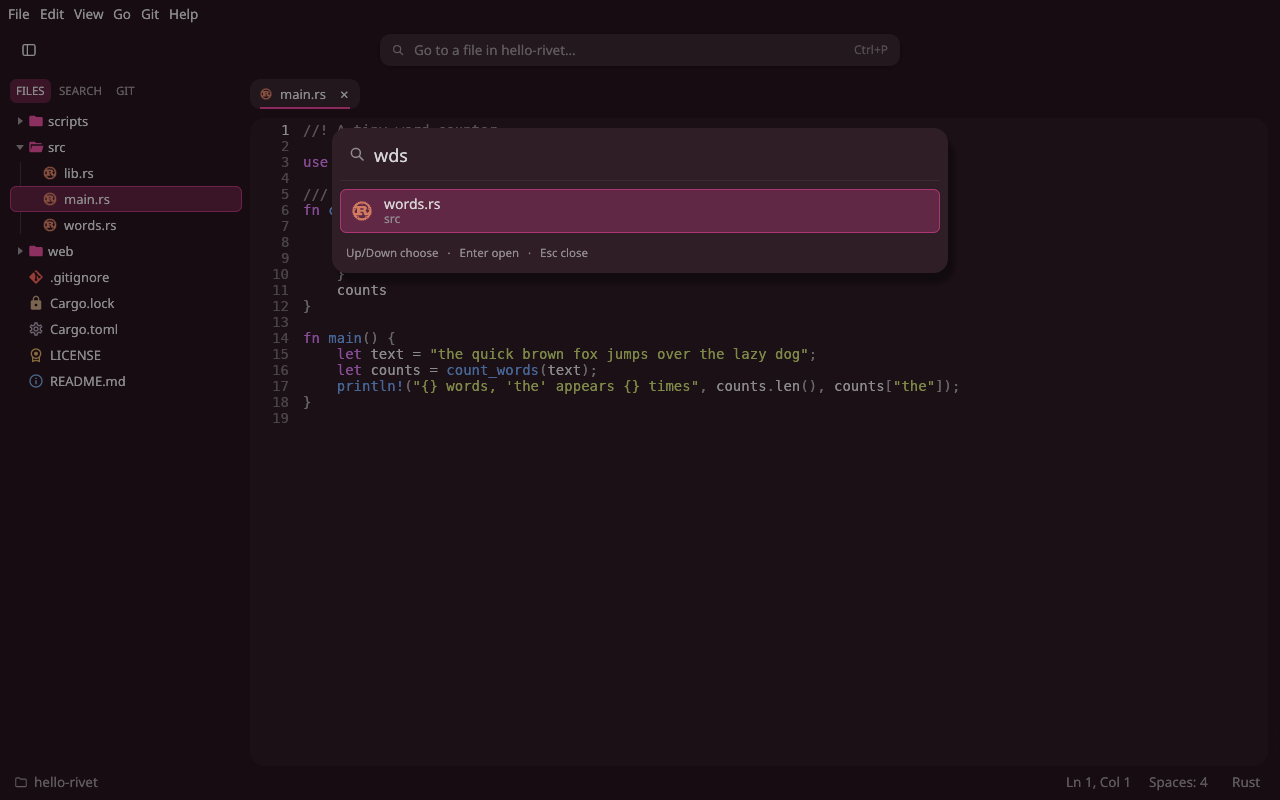 File Edit View Go Git Help
Go to a file in hello-rivet... Ctrl+P
FILES SEARCH GIT
main.rs ×
scripts
src
lib.rs
main.rs
words.rs
web
.gitignore
Cargo.lock
Cargo.toml
LICENSE
README.md
wds
words.rs
src
Up/Down choose · Enter open · Esc close
1 //! A tiny word counter
2
3 use
4
5 ///
6 fn
7
8
9
10 }
11 counts
12 }
13
14 fn main() {
15 let text = "the quick brown fox jumps over the lazy dog";
16 let counts = count_words(text);
17 println!("{} words, 'the' appears {} times", counts.len(), counts["the"]);
18 }
19
hello-rivet
Ln 1, Col 1 Spaces: 4 Rust